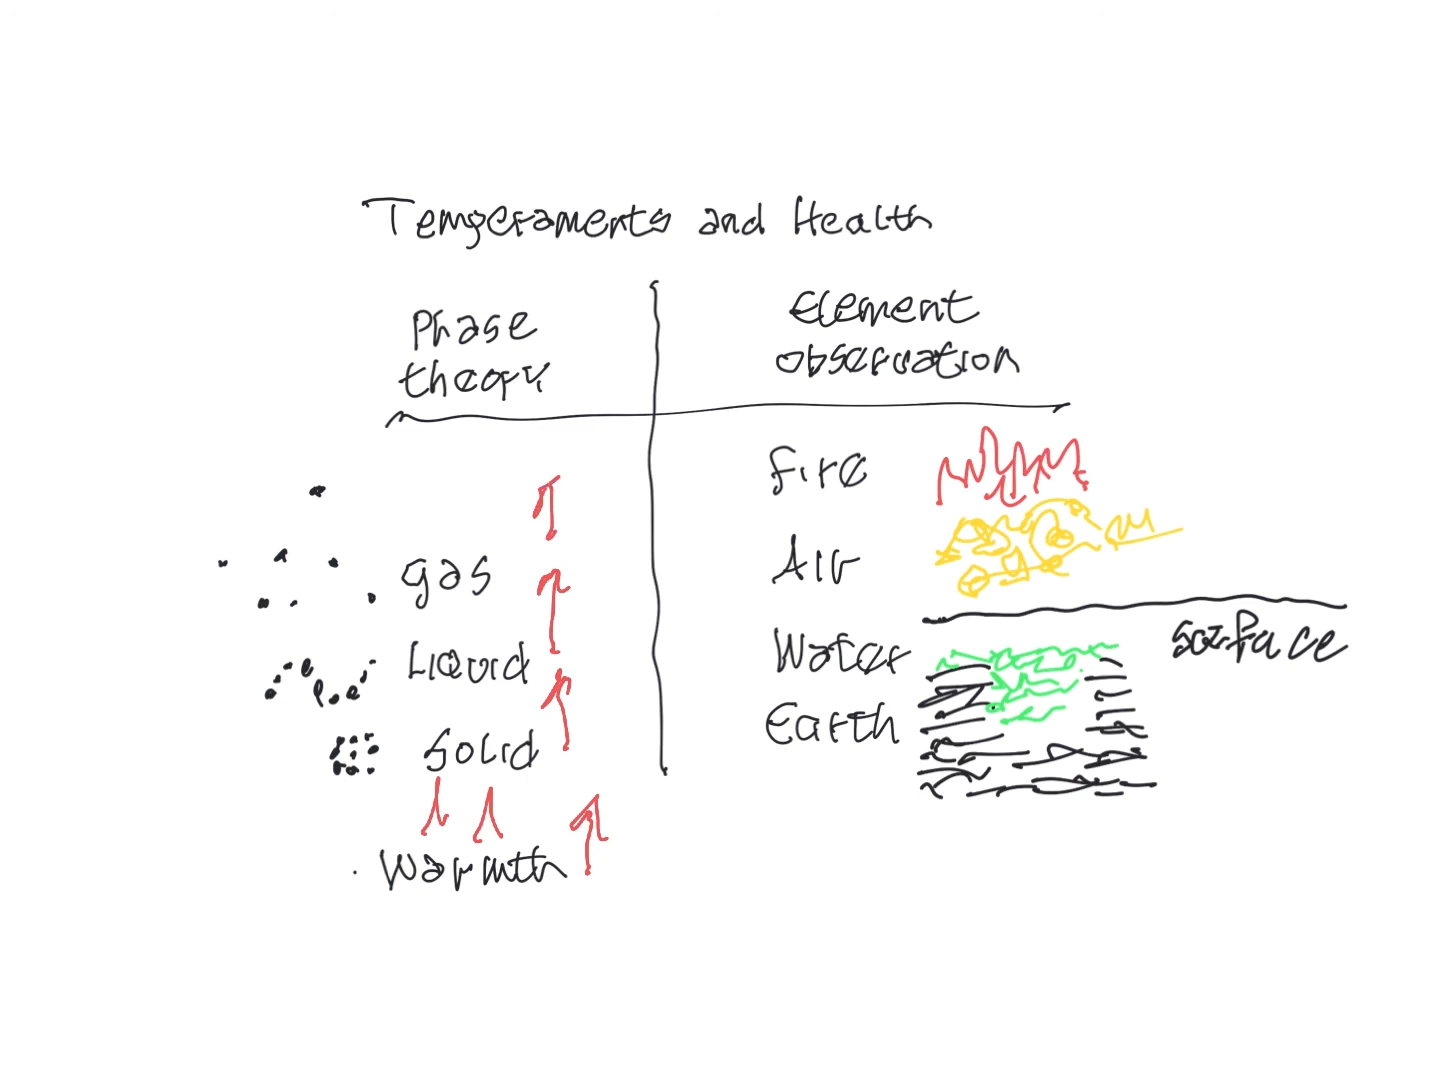 Temperaments and Health
Phase
theory
Element
observation
Fire
Air
gas
Surface
Water
Liquid
Earth
Solid
Warmth